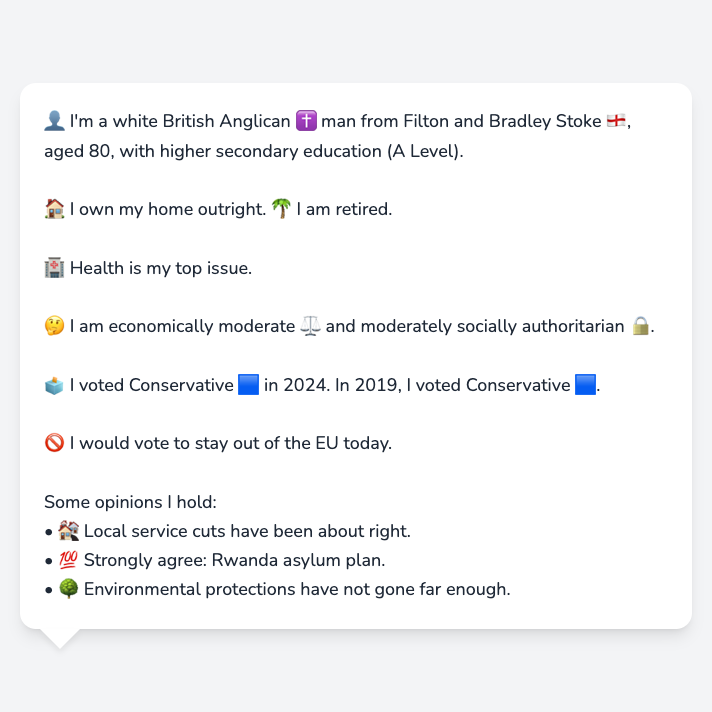 👤 I'm a white British Anglican ✝️ man from Filton and Bradley Stoke 🏴󠁧󠁢󠁥󠁮󠁧󠁿,
aged 80, with higher secondary education (A Level).
🏠 I own my home outright. 🌴 I am retired.
🏥 Health is my top issue.
🤔 I am economically moderate ⚖️ and moderately socially authoritarian 🔒.
🗳️ I voted Conservative 🟦 in 2024. In 2019, I voted Conservative 🟦.
🚫 I would vote to stay out of the EU today.
Some opinions I hold:
• 🏚️ Local service cuts have been about right.
• 💯 Strongly agree: Rwanda asylum plan.
• 🌳 Environmental protections have not gone far enough.